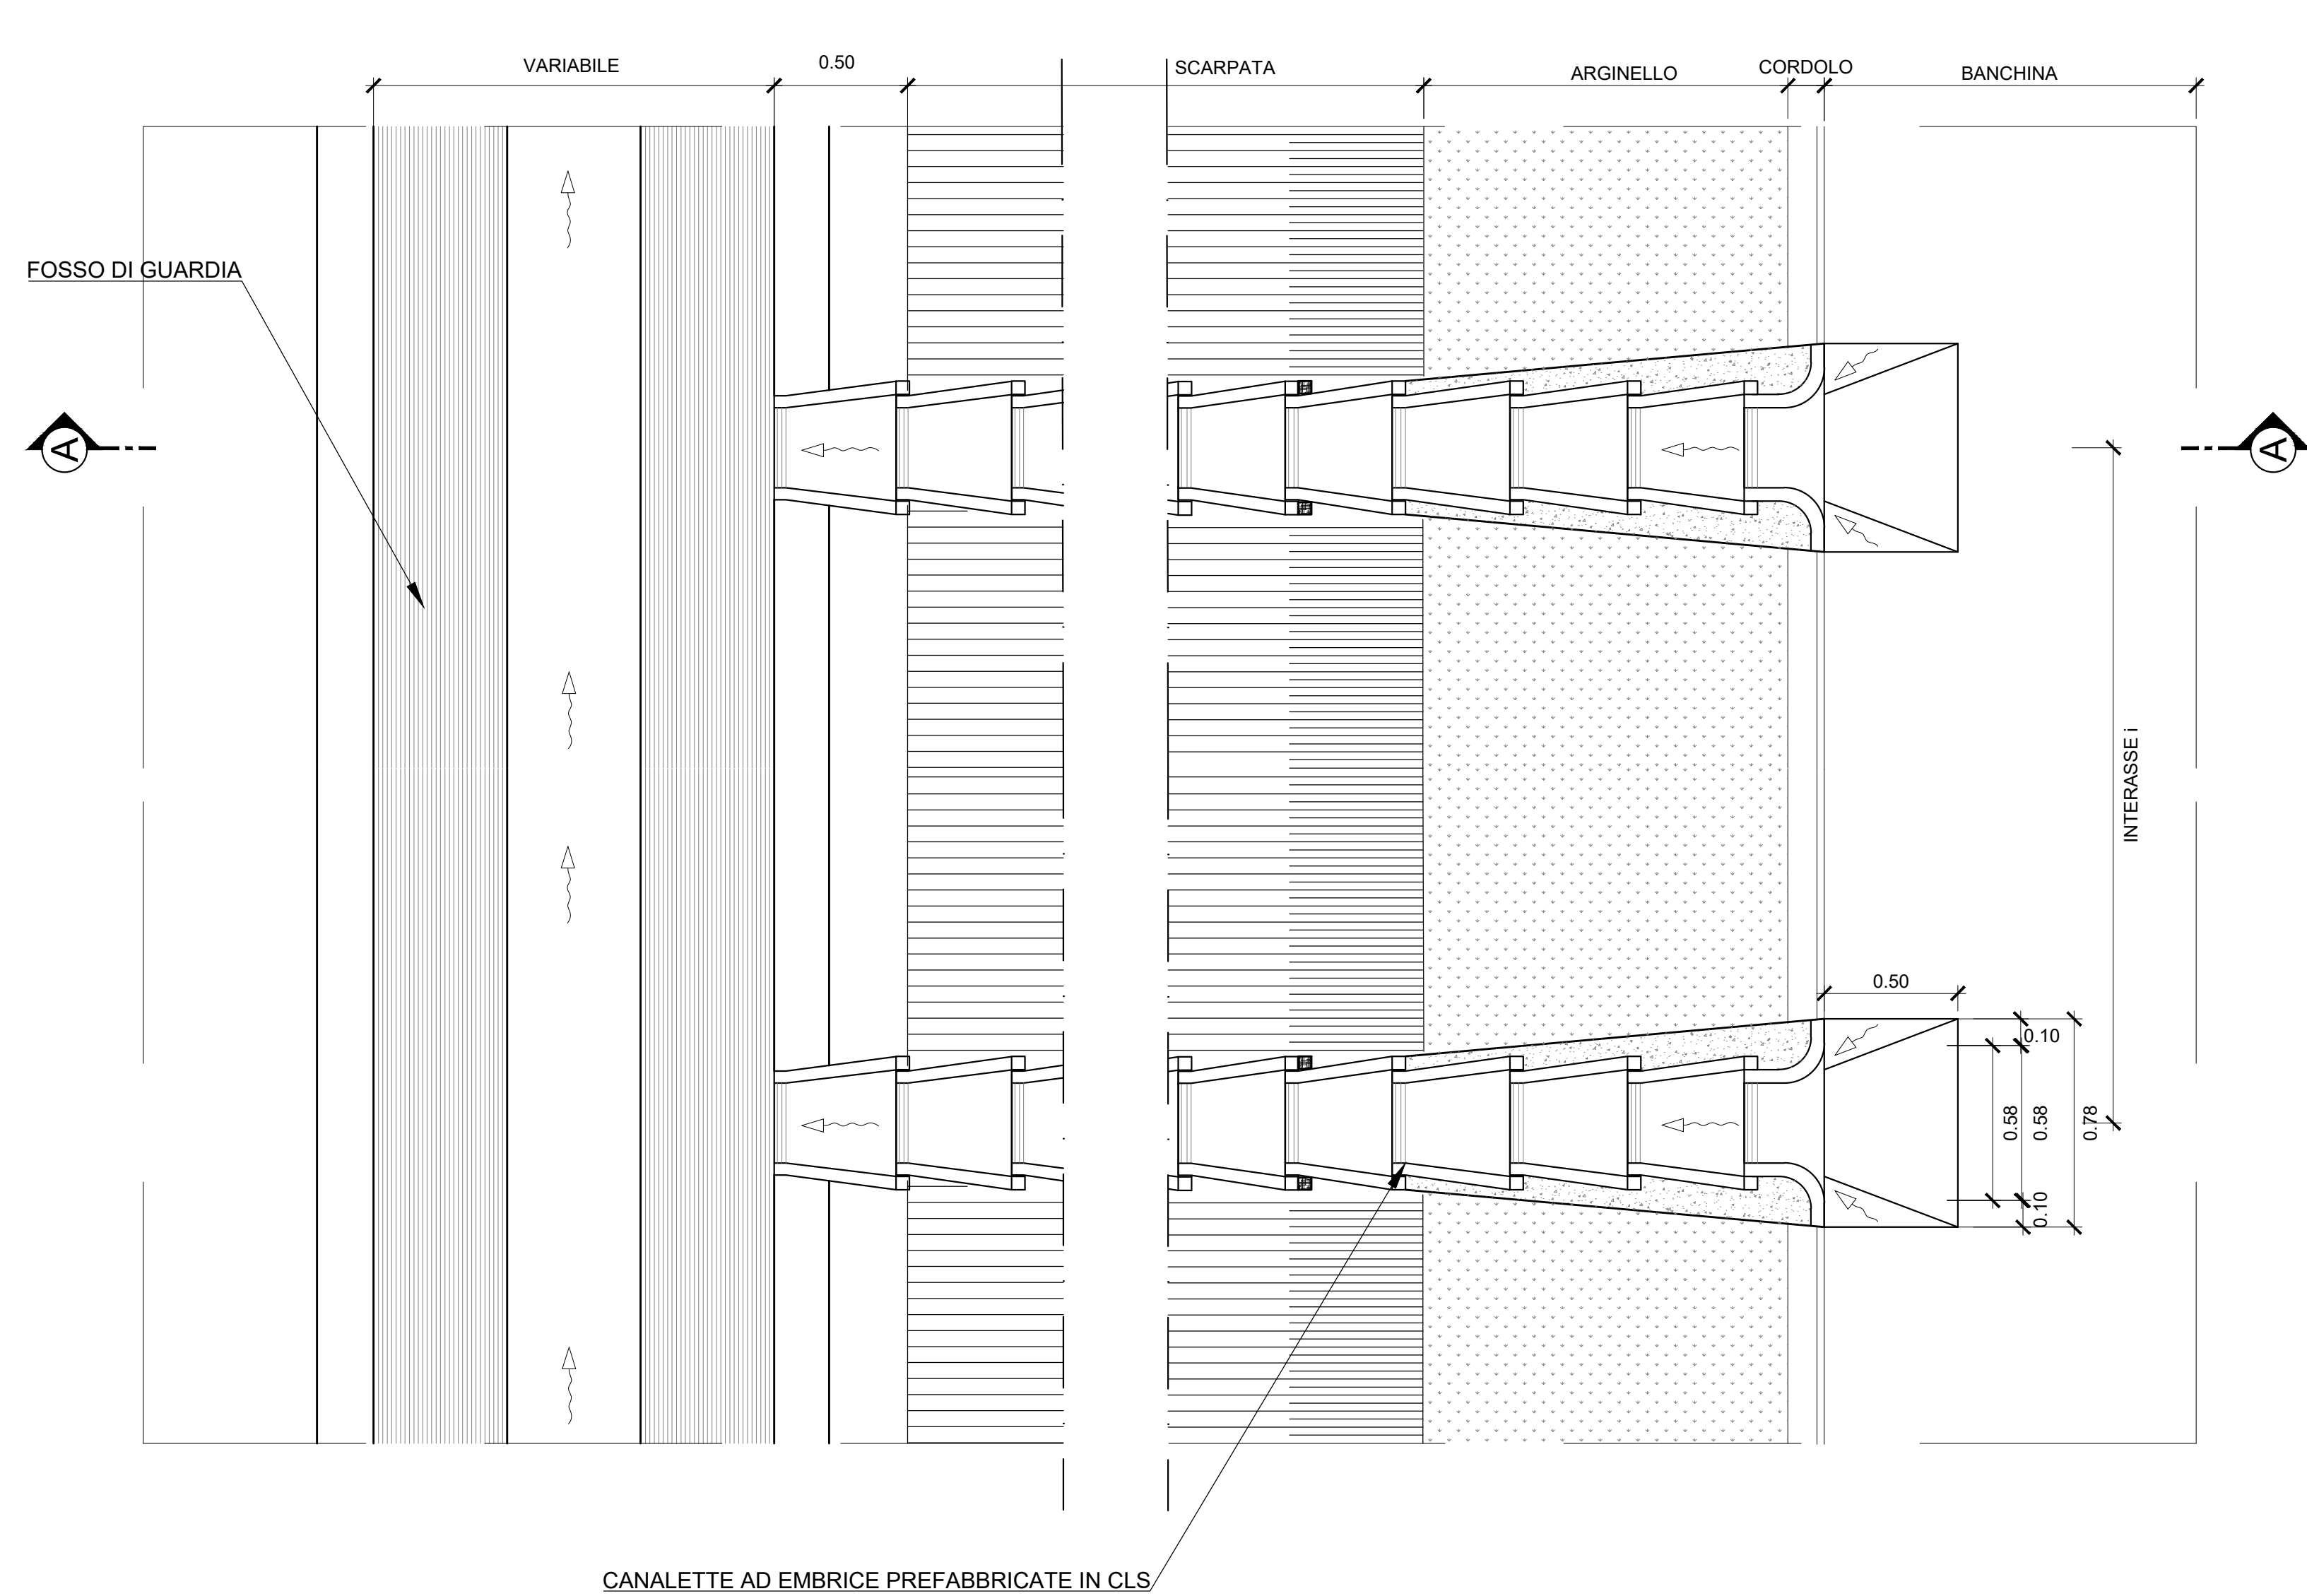 VARIABILE
0.50
SCARPATA
ARGINELLO
CORDOLO
BANCHINA
FOSSO DI GUARDIA
A
A
INTERASSE i
0.50
0.10
0.58
0.58
0.78
0.10
CANALETTE AD EMBRICE PREFABBRICATE IN CLS